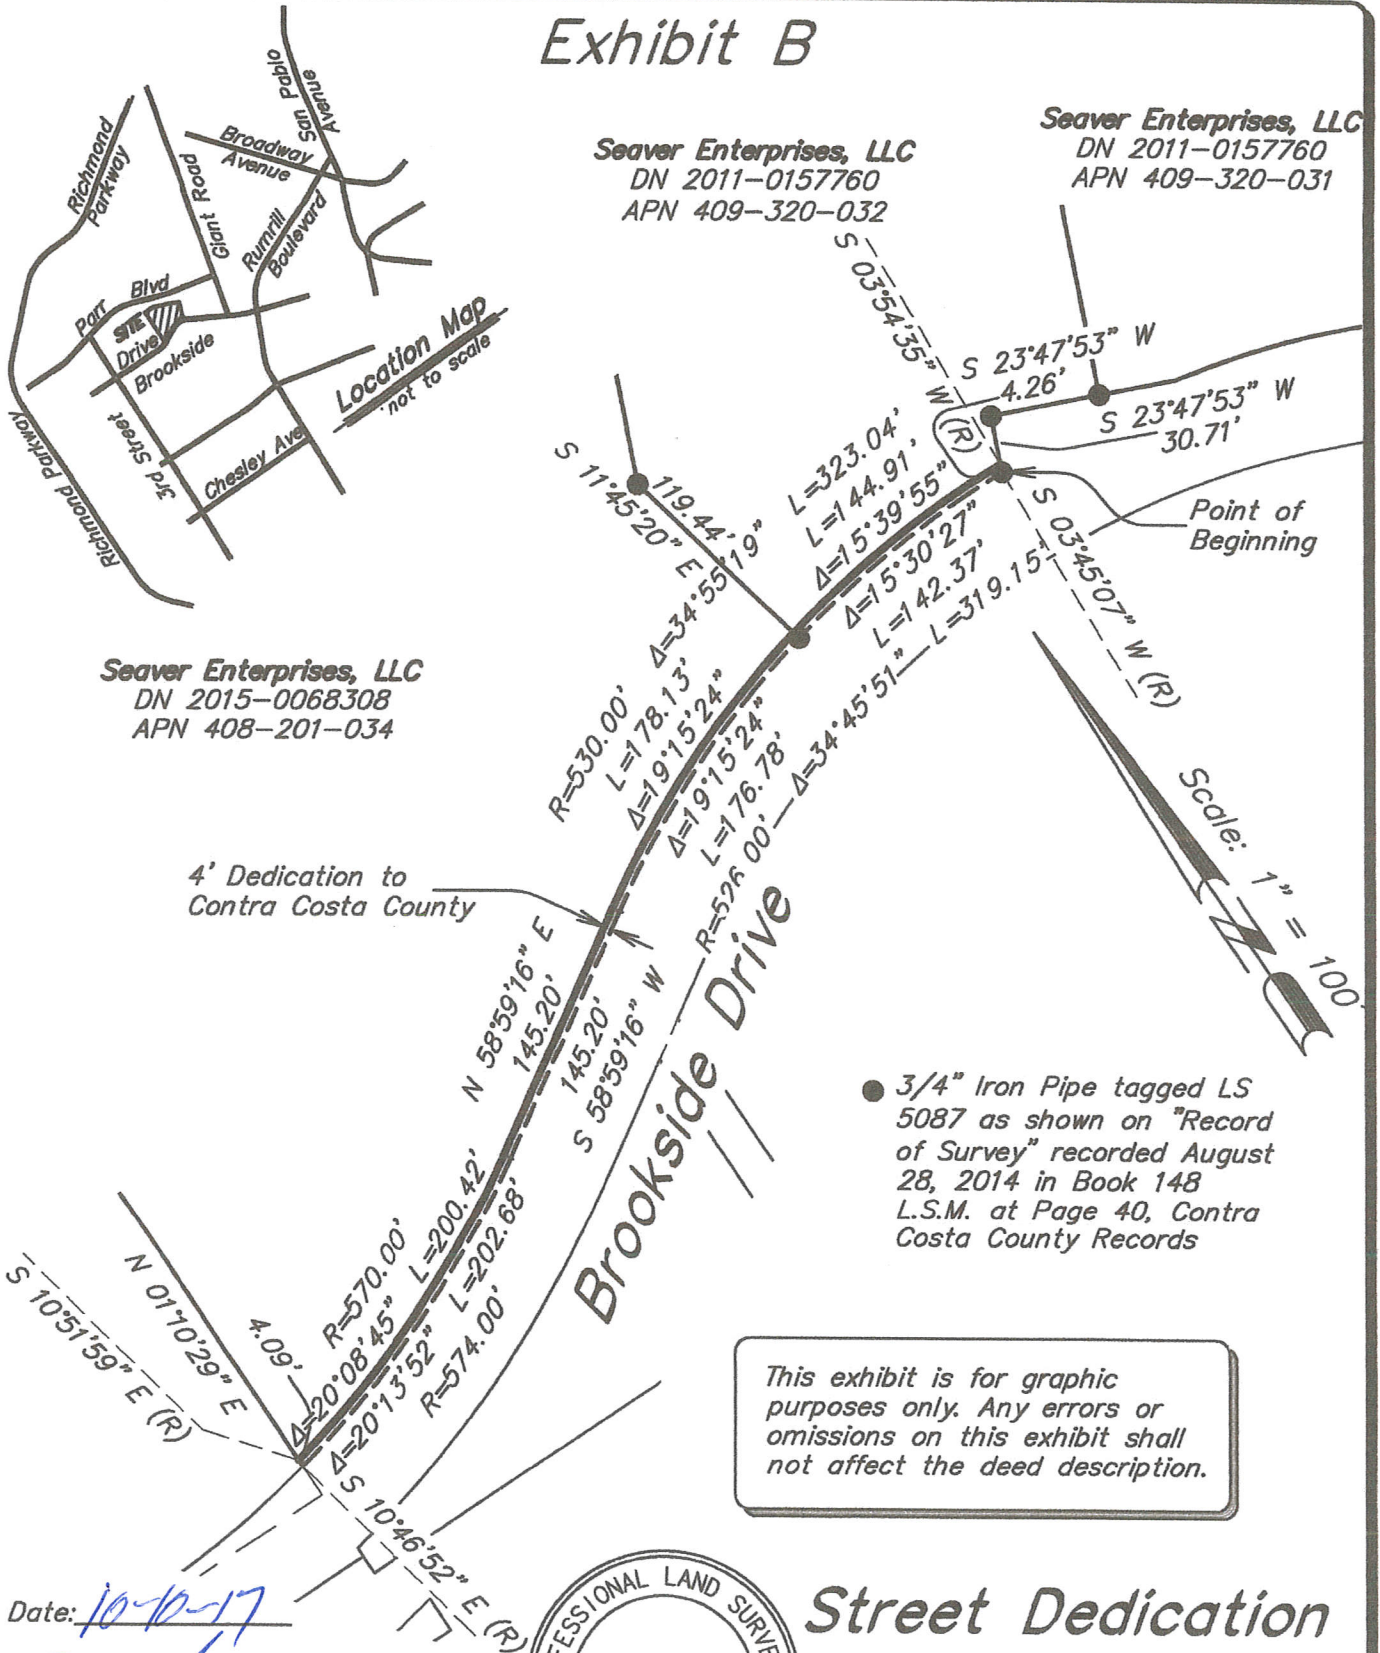 Exhibit B
Richmond
Parkway
San Pablo
Avenue
Broadway
Avenue
Giant Road
Rumrill
Boulevard
Parr Blvd
SITE
Drive
Brookside
3rd Street
Chesley Ave
Richmond Parkway
Location Map
not to scale
Seaver Enterprises, LLC
DN 2011-0157760
APN 409-320-032
Seaver Enterprises, LLC
DN 2011-0157760
APN 409-320-031
S 03°54'35" W
(R)
S 23°47'53" W
4.26'
S 23°47'53" W
30.71'
Point of
Beginning
S 03°45'07" W (R)
S 11°45'20" E
119.44'
L=323.04'
L=144.91'
Δ=15°39'55"
Δ=15°30'27"
L=142.37'
Δ=34°45'51" L=319.15'
Seaver Enterprises, LLC
DN 2015-0068308
APN 408-201-034
R=530.00' Δ=34°55'19"
L=178.13'
Δ=19°15'24"
Δ=19°15'24"
L=176.78'
R=526.00'
Scale: 1" = 100'
4' Dedication to
Contra Costa County
N 58°59'16" E
145.20'
145.20'
S 58°59'16" W
Brookside Drive
3/4" Iron Pipe tagged LS
5087 as shown on "Record
of Survey" recorded August
28, 2014 in Book 148
L.S.M. at Page 40, Contra
Costa County Records
N 01°10'29" E
S 10°51'59" E (R)
4.09'
R=570.00' L=200.42'
Δ=20°08'45"
L=202.68'
Δ=20°13'52"
R=574.00'
S 10°46'52" E (R)
This exhibit is for graphic
purposes only. Any errors or
omissions on this exhibit shall
not affect the deed description.
Date: 10-10-17
FESSIONAL LAND SURVE
Street Dedication